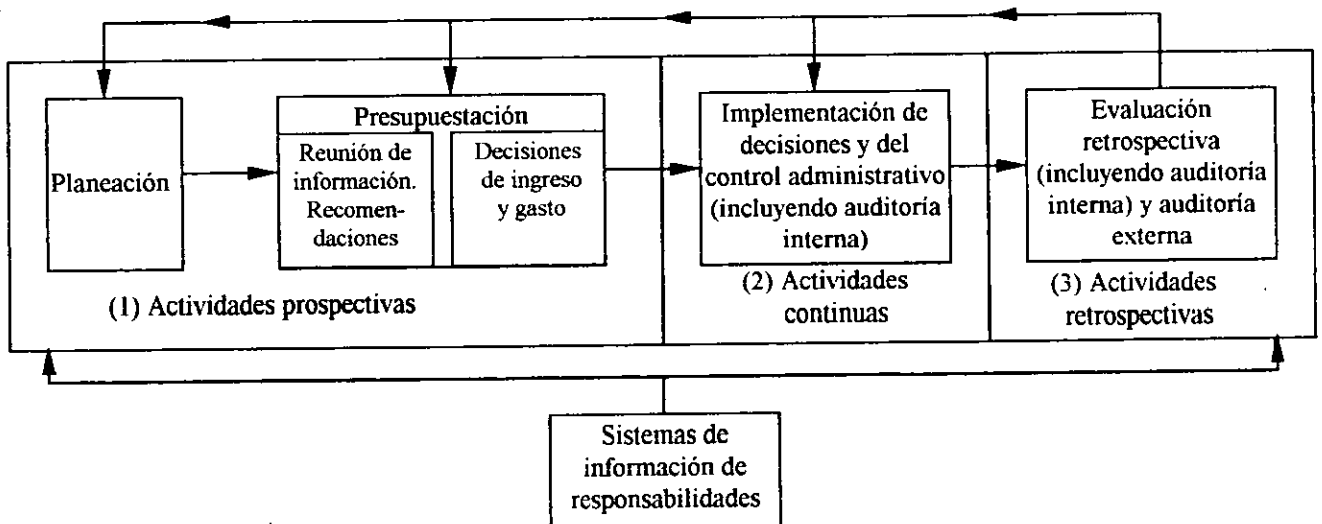 Planeación
Presupuestación
Reunión de
información.
Recomen-
daciones
Decisiones
de ingreso
y gasto
(1) Actividades prospectivas
Implementación de
decisiones y del
control administrativo
(incluyendo auditoría
interna)
(2) Actividades
continuas
Evaluación
retrospectiva
(incluyendo auditoría
interna) y auditoría
externa
(3) Actividades
retrospectivas
Sistemas de
información de
responsabilidades